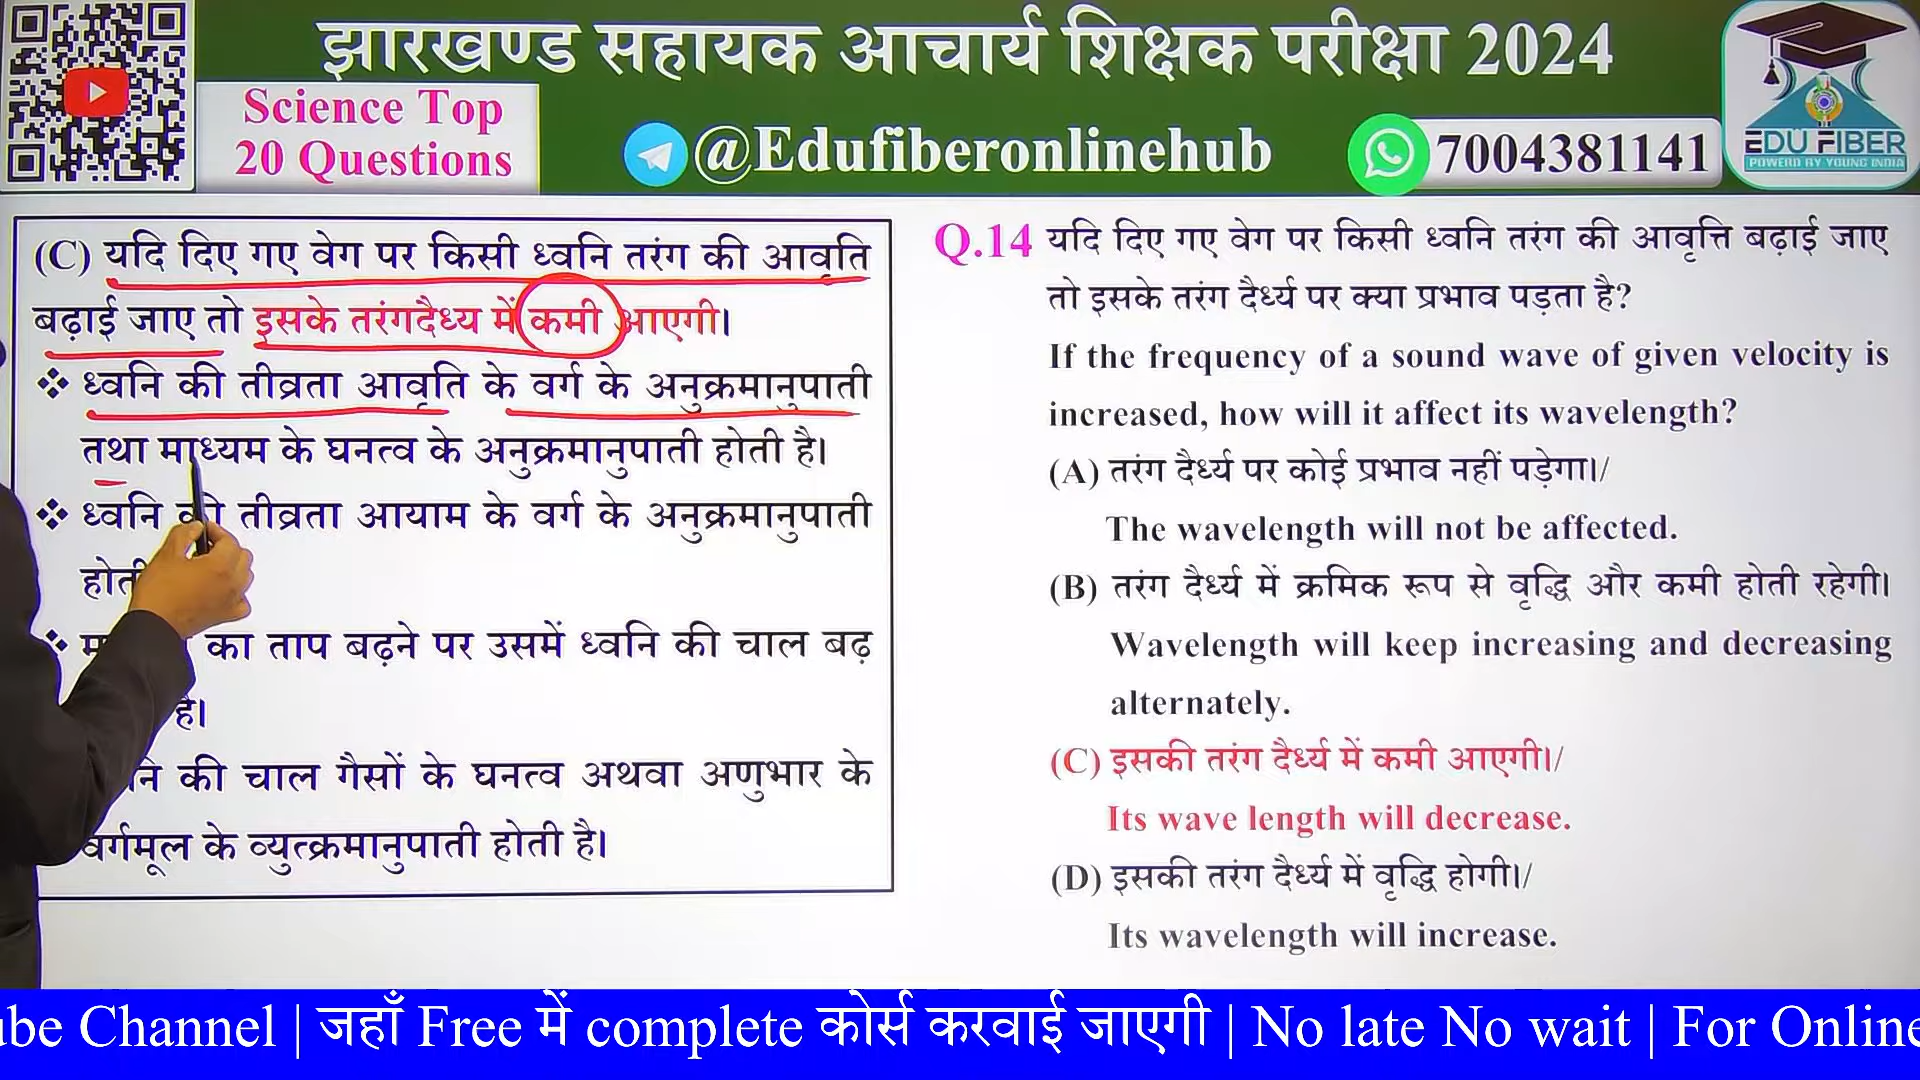 झारखण्ड सहायक आचार्य शिक्षक परीक्षा 2024
Science Top
20 Questions
@Edufiberonlinehub
7004381141
EDU FIBER
POWERD BY YOUNG INDIA
(C) यदि दिए गए वेग पर किसी ध्वनि तरंग की आवृति
बढ़ाई जाए तो इसके तरंगदैध्य में कमी आएगी।
❖ ध्वनि की तीव्रता आवृति के वर्ग के अनुक्रमानुपाती
तथा माध्यम के घनत्व के अनुक्रमानुपाती होती है।
❖ ध्वनि की तीव्रता आयाम के वर्ग के अनुक्रमानुपाती
होती
का ताप बढ़ने पर उसमें ध्वनि की चाल बढ़
है।
की चाल गैसों के घनत्व अथवा अणुभार के
वर्गमूल के व्युत्क्रमानुपाती होती है।
Q.14 यदि दिए गए वेग पर किसी ध्वनि तरंग की आवृत्ति बढ़ाई जाए
तो इसके तरंग दैर्ध्य पर क्या प्रभाव पड़ता है?
If the frequency of a sound wave of given velocity is
increased, how will it affect its wavelength?
(A) तरंग दैर्ध्य पर कोई प्रभाव नहीं पड़ेगा।/
The wavelength will not be affected.
(B) तरंग दैर्ध्य में क्रमिक रूप से वृद्धि और कमी होती रहेगी।
Wavelength will keep increasing and decreasing
alternately.
(C) इसकी तरंग दैर्ध्य में कमी आएगी।/
Its wave length will decrease.
(D) इसकी तरंग दैर्ध्य में वृद्धि होगी।/
Its wavelength will increase.
ube Channel | जहाँ Free में complete कोर्स करवाई जाएगी | No late No wait | For Online